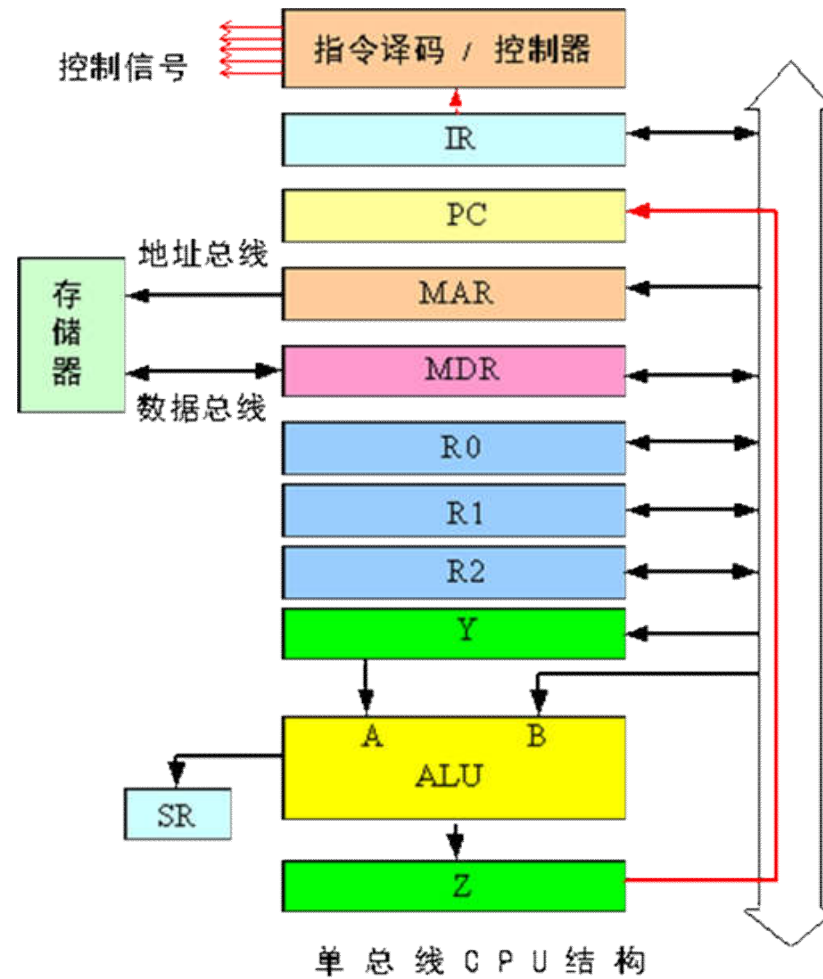 指令译码 / 控制器
控制信号
IR
PC
地址总线
MAR
存储器
MDR
数据总线
R0
R1
R2
Y
A B
ALU
SR
Z
单总线CPU结构